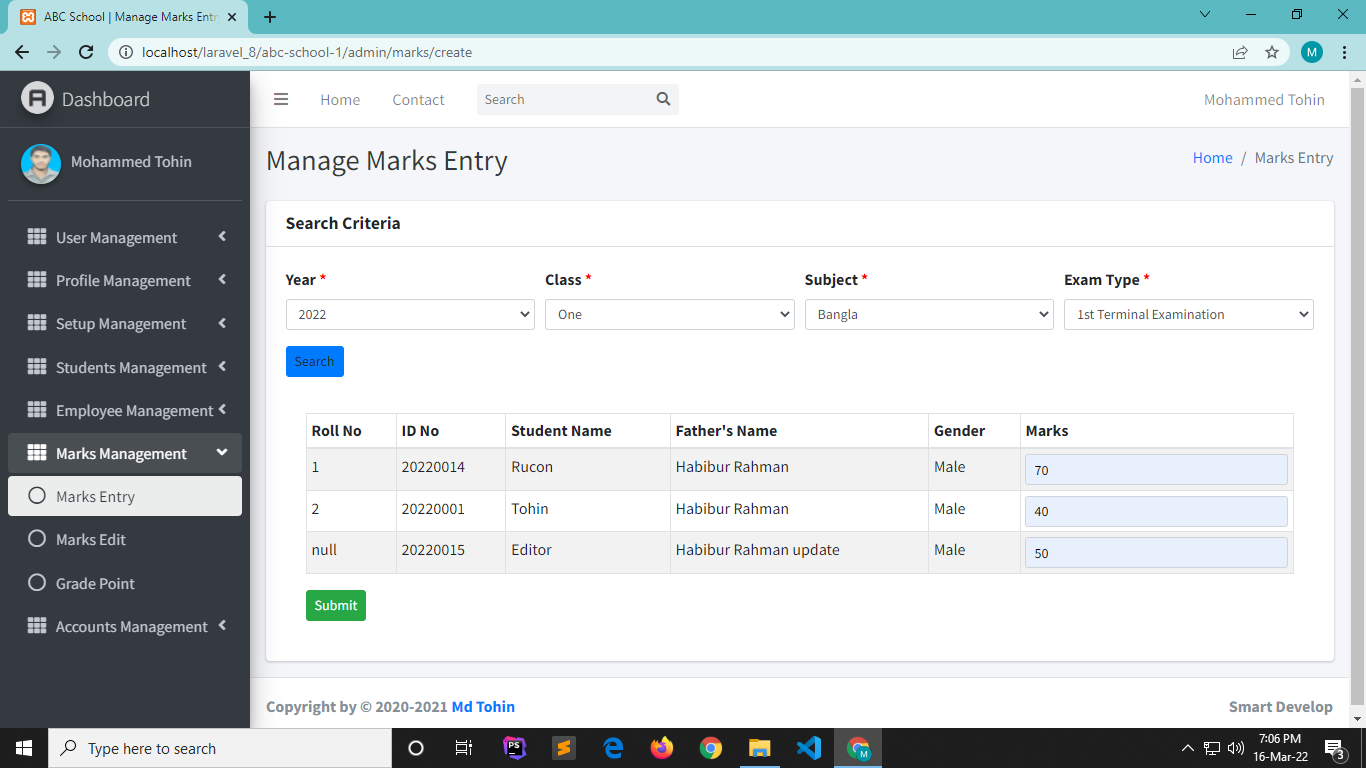 ABC School | Manage Marks Entr
localhost/laravel_8/abc-school-1/admin/marks/create
M
Dashboard
Home Contact Search Mohammed Tohin
Mohammed Tohin
User Management
Profile Management
Setup Management
Students Management
Employee Management
Marks Management
Marks Entry
Marks Edit
Grade Point
Accounts Management
Manage Marks Entry
Home / Marks Entry
Search Criteria
Year * Class * Subject * Exam Type *
2022 One Bangla 1st Terminal Examination
Search
Roll No ID No Student Name Father's Name Gender Marks
1 20220014 Rucon Habibur Rahman Male 70
2 20220001 Tohin Habibur Rahman Male 40
null 20220015 Editor Habibur Rahman update Male 50
Submit
Copyright by © 2020-2021 Md Tohin Smart Develop
Type here to search
PS
M
7:06 PM
16-Mar-22
3